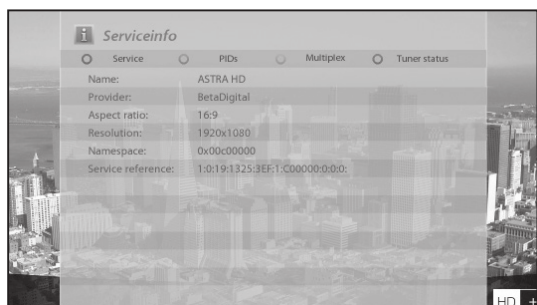 Serviceinfo
Service PIDs Multiplex Tuner status
Name: ASTRA HD
Provider: BetaDigital
Aspect ratio: 16:9
Resolution: 1920x1080
Namespace: 0x00c00000
Service reference: 1:0:19:1325:3EF:1:C00000:0:0:0:
HD +